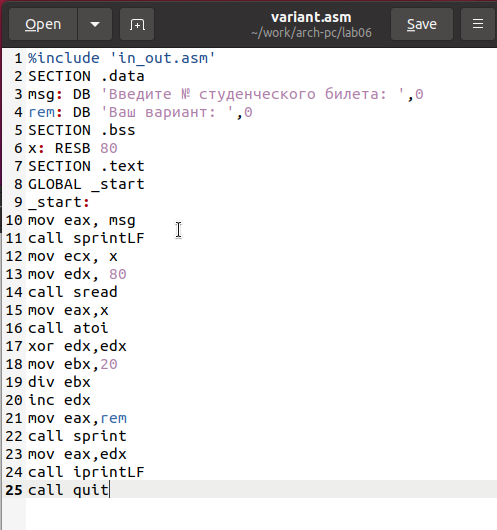 Open
variant.asm
~/work/arch-pc/lab06
Save
1 %include 'in_out.asm'
2 SECTION .data
3 msg: DB 'Введите № студенческого билета: ',0
4 rem: DB 'Ваш вариант: ',0
5 SECTION .bss
6 x: RESB 80
7 SECTION .text
8 GLOBAL _start
9 _start:
10 mov eax, msg
11 call sprintLF
12 mov ecx, x
13 mov edx, 80
14 call sread
15 mov eax,x
16 call atoi
17 xor edx,edx
18 mov ebx,20
19 div ebx
20 inc edx
21 mov eax,rem
22 call sprint
23 mov eax,edx
24 call iprintLF
25 call quit